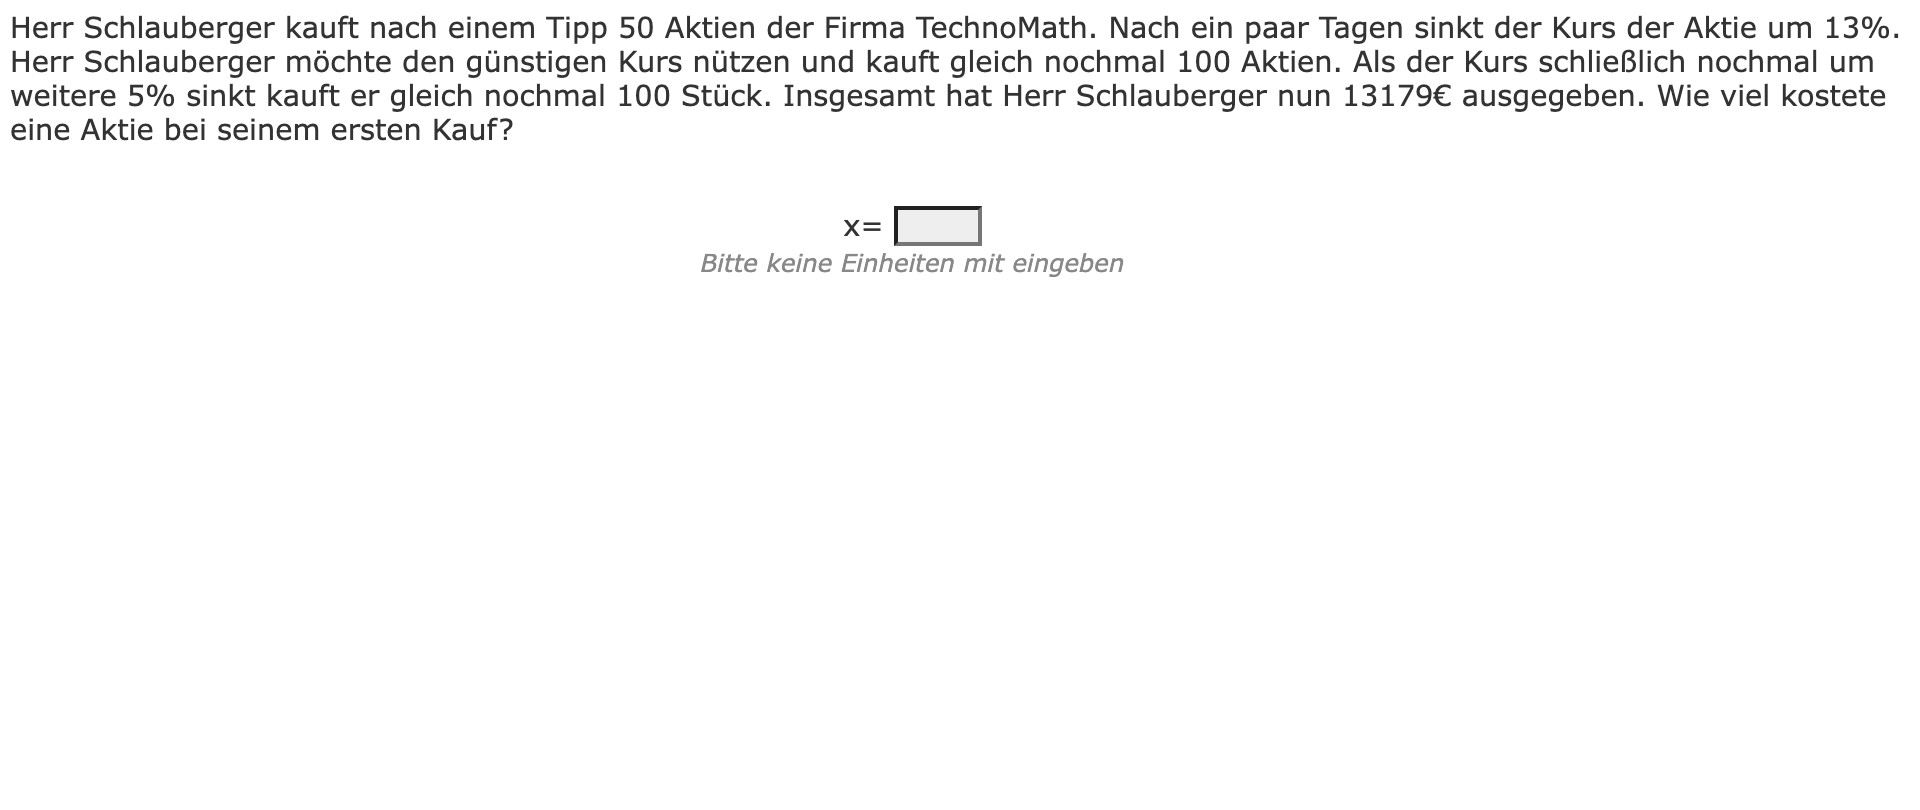 Herr Schlauberger kauft nach einem Tipp 50 Aktien der Firma TechnoMath. Nach ein paar Tagen sinkt der Kurs der Aktie um 13%.
Herr Schlauberger möchte den günstigen Kurs nützen und kauft gleich nochmal 100 Aktien. Als der Kurs schließlich nochmal um
weitere 5% sinkt kauft er gleich nochmal 100 Stück. Insgesamt hat Herr Schlauberger nun 13179€ ausgegeben. Wie viel kostete
eine Aktie bei seinem ersten Kauf?
x=
Bitte keine Einheiten mit eingeben